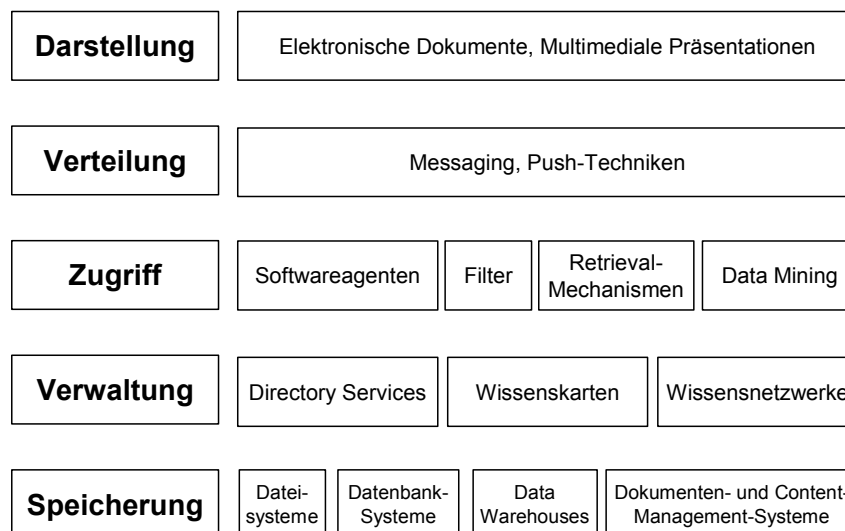 Darstellung
Elektronische Dokumente, Multimediale Präsentationen
Verteilung
Messaging, Push-Techniken
Zugriff
Softwareagenten
Filter
Retrieval-
Mechanismen
Data Mining
Verwaltung
Directory Services
Wissenskarten
Wissensnetzwerke
Speicherung
Datei-
systeme
Datenbank-
Systeme
Data
Warehouses
Dokumenten- und Content-
Management-Systeme